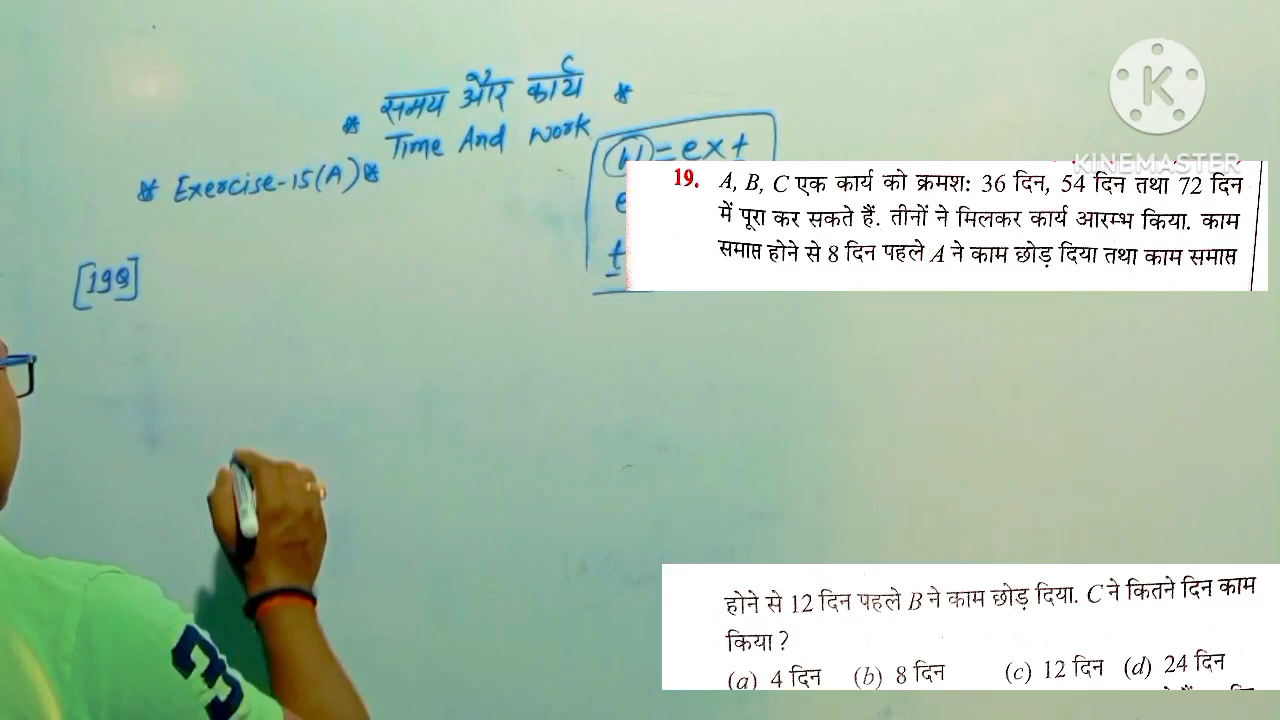 * समय और कार्य *
Time And work
* Exercise-15(A)*
W = e x t
e
t
[19Q]
K
KINEMASTER
19. A, B, C एक कार्य को क्रमश: 36 दिन, 54 दिन तथा 72 दिन
में पूरा कर सकते हैं. तीनों ने मिलकर कार्य आरम्भ किया. काम
समाप्त होने से 8 दिन पहले A ने काम छोड़ दिया तथा काम समाप्त
होने से 12 दिन पहले B ने काम छोड़ दिया. C ने कितने दिन काम
किया ?
(a) 4 दिन (b) 8 दिन (c) 12 दिन (d) 24 दिन